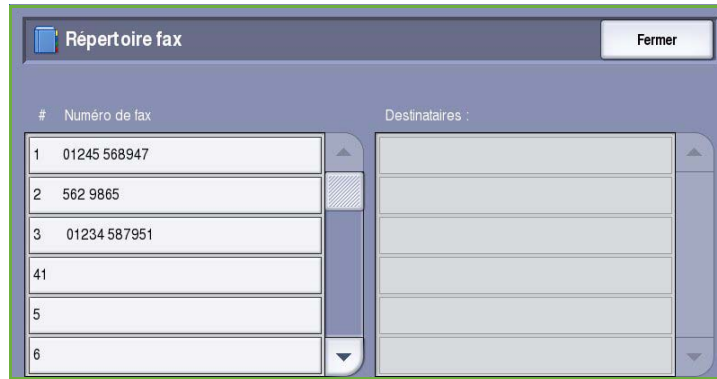 Répertoire fax
Fermer
# Numéro de fax
Destinataires :
1 01245 568947
2 562 9865
3 01234 587951
41
5
6